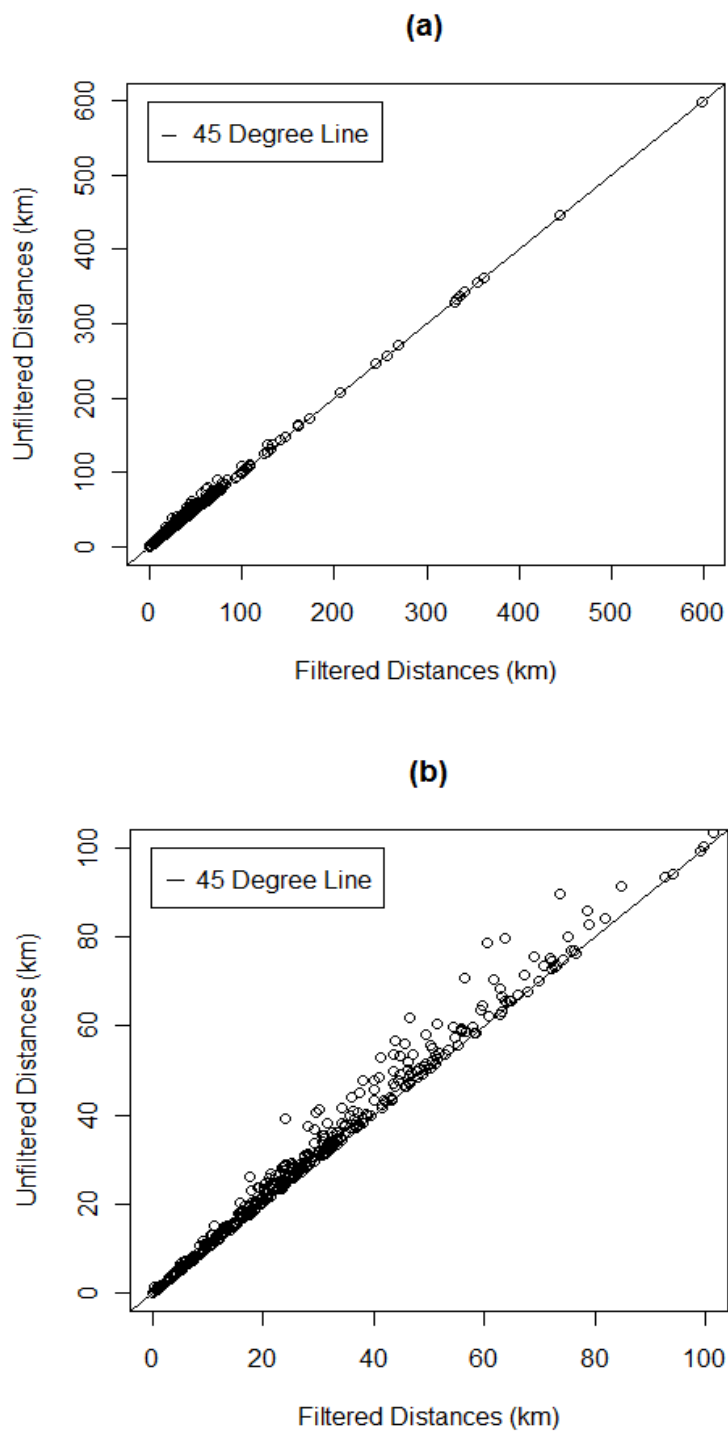 (a)
— 45 Degree Line
Unfiltered Distances (km)
0 100 200 300 400 500 600
0 100 200 300 400 500 600
Filtered Distances (km)
(b)
— 45 Degree Line
Unfiltered Distances (km)
0 20 40 60 80 100
0 20 40 60 80 100
Filtered Distances (km)